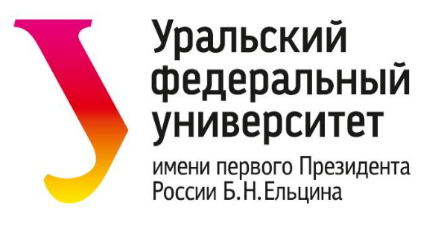 У
Уральский
федеральный
университет
имени первого Президента
России Б.Н.Ельцина